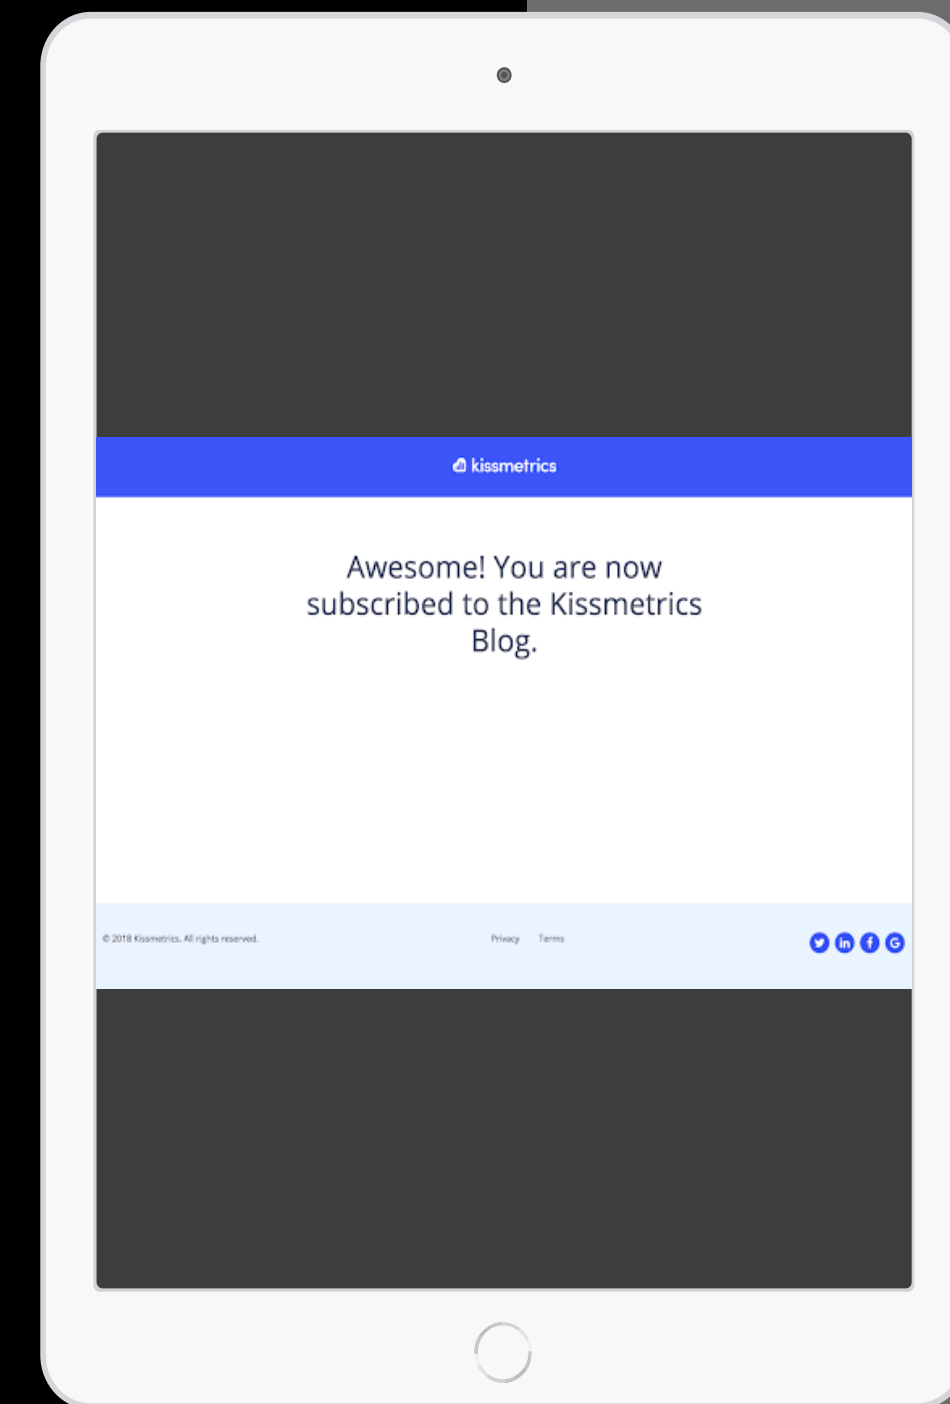 kissmetrics
Awesome! You are now
subscribed to the Kissmetrics
Blog.
© 2018 Kissmetrics. All rights reserved.
Privacy
Terms